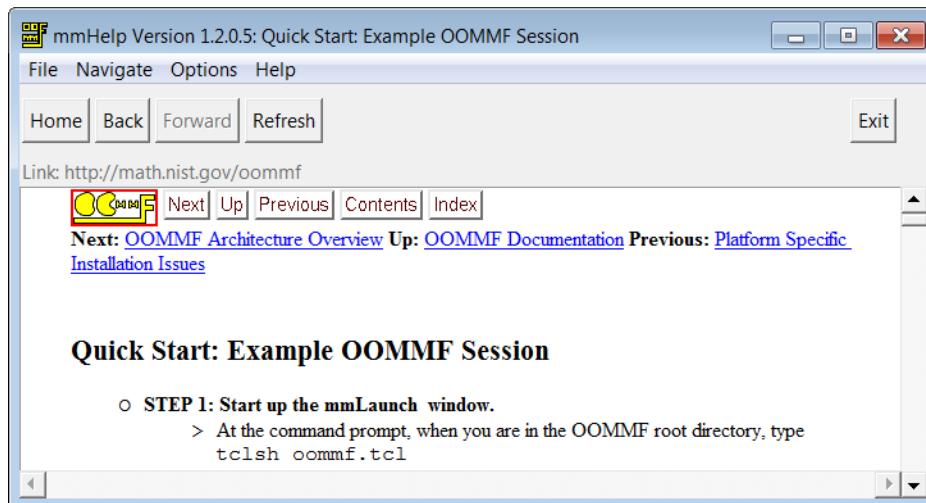 mmHelp Version 1.2.0.5: Quick Start: Example OOMMF Session
File Navigate Options Help
Home Back Forward Refresh Exit
Link: http://math.nist.gov/oommf
OOMMF Next Up Previous Contents Index
Next: OOMMF Architecture Overview Up: OOMMF Documentation Previous: Platform Specific
Installation Issues
Quick Start: Example OOMMF Session
STEP 1: Start up the mmLaunch window.
> At the command prompt, when you are in the OOMMF root directory, type
tclsh oommf.tcl